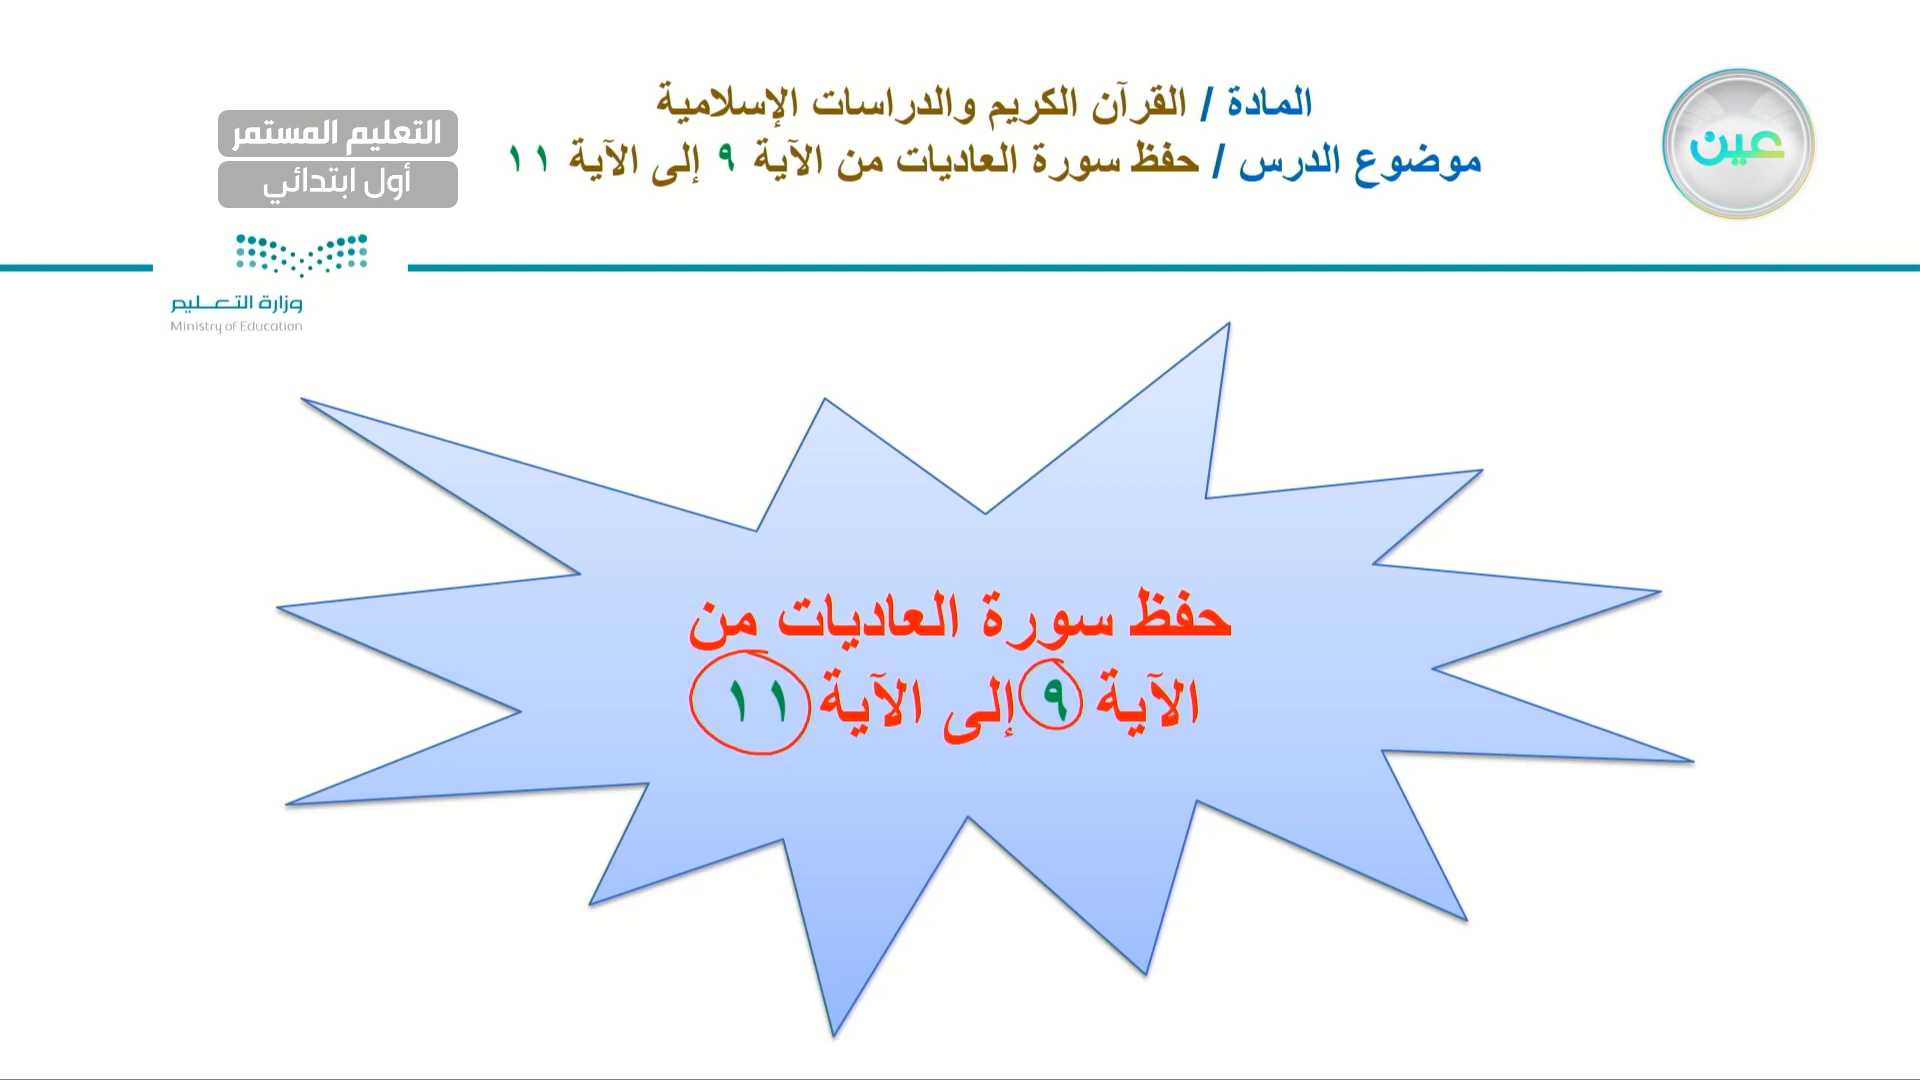 المادة / القرآن الكريم والدراسات الإسلامية
موضوع الدرس / حفظ سورة العاديات من الآية ٩ إلى الآية ١١
عين
التعليم المستمر
أول ابتدائي
وزارة التعـــليم
Ministry of Education
حفظ سورة العاديات من
الآية ٩ إلى الآية ١١